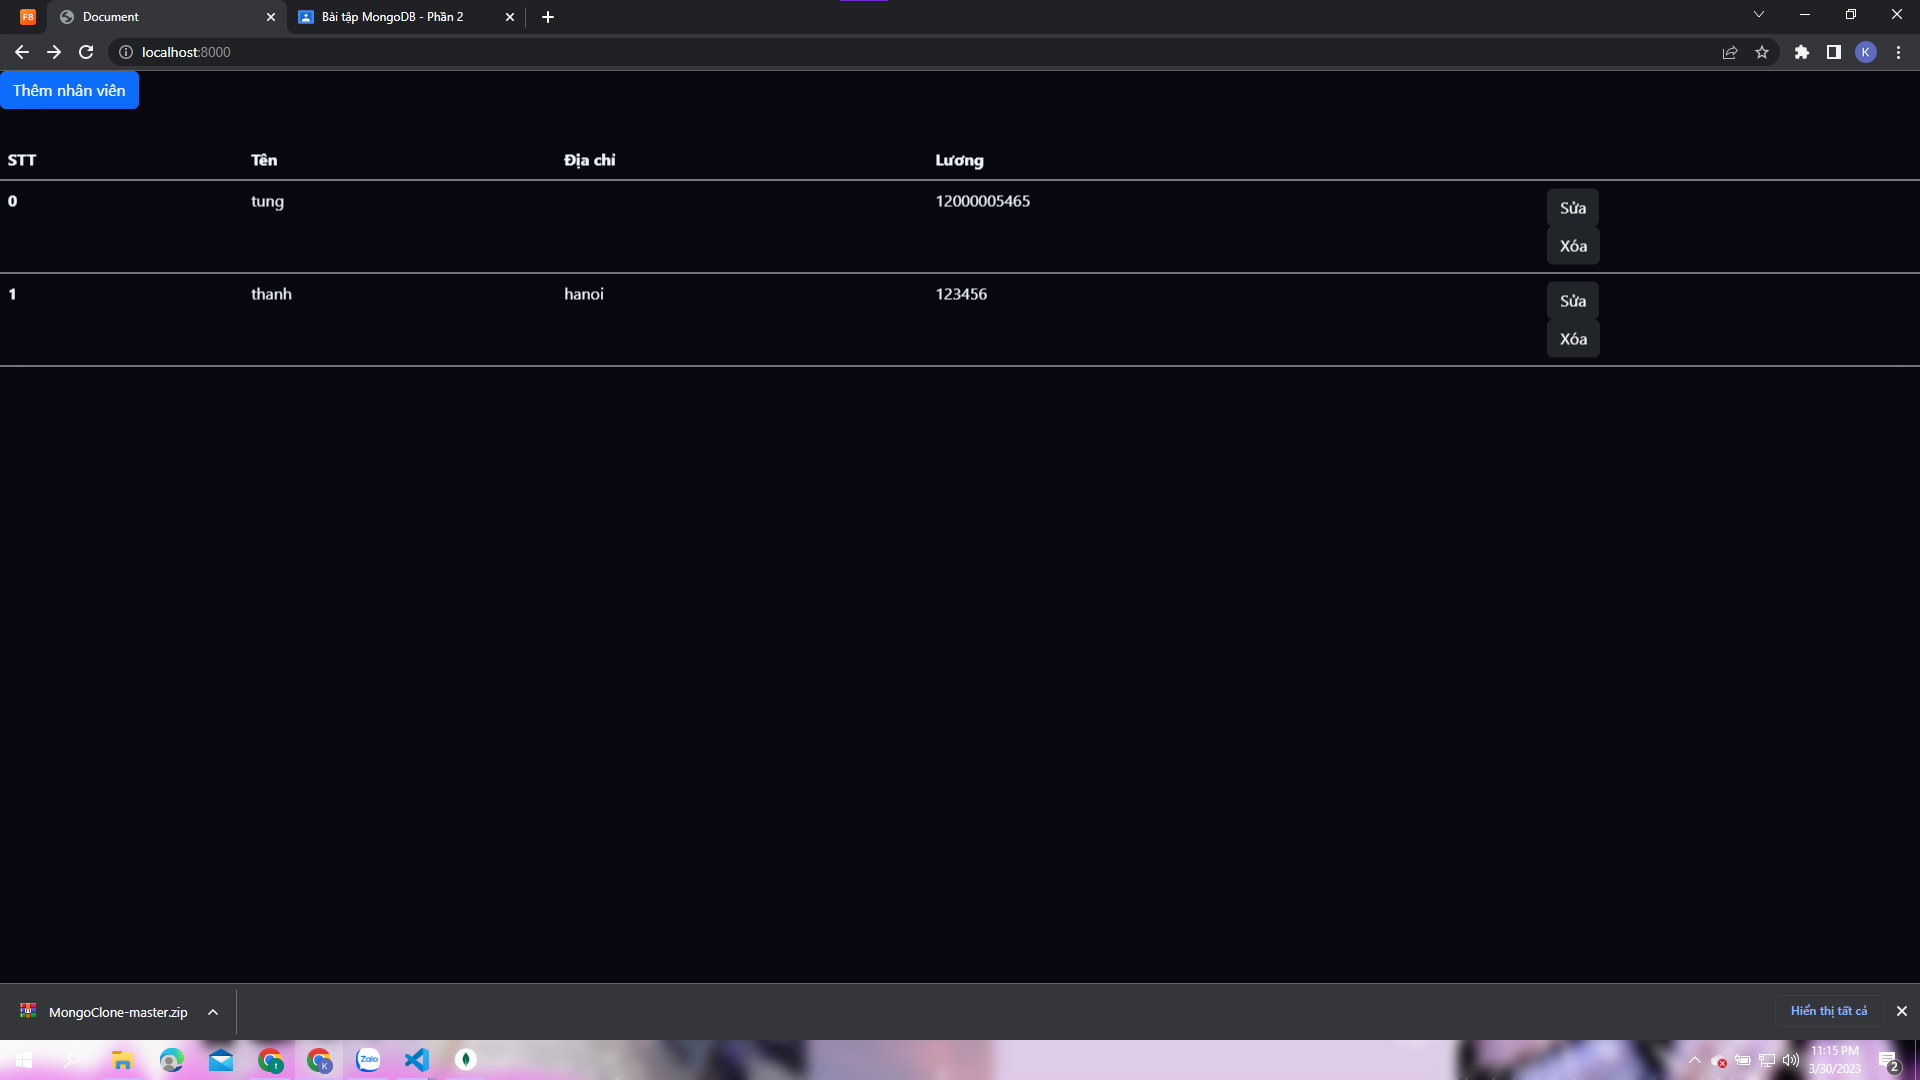 F8
Document
Bài tập MongoDB - Phần 2
localhost:8000
K
Thêm nhân viên
STT Tên Địa chỉ Lương
0 tung 12000005465 Sửa
Xóa
1 thanh hanoi 123456 Sửa
Xóa
MongoClone-master.zip
Hiển thị tất cả
t
K
Zalo
11:15 PM
3/30/2023
2